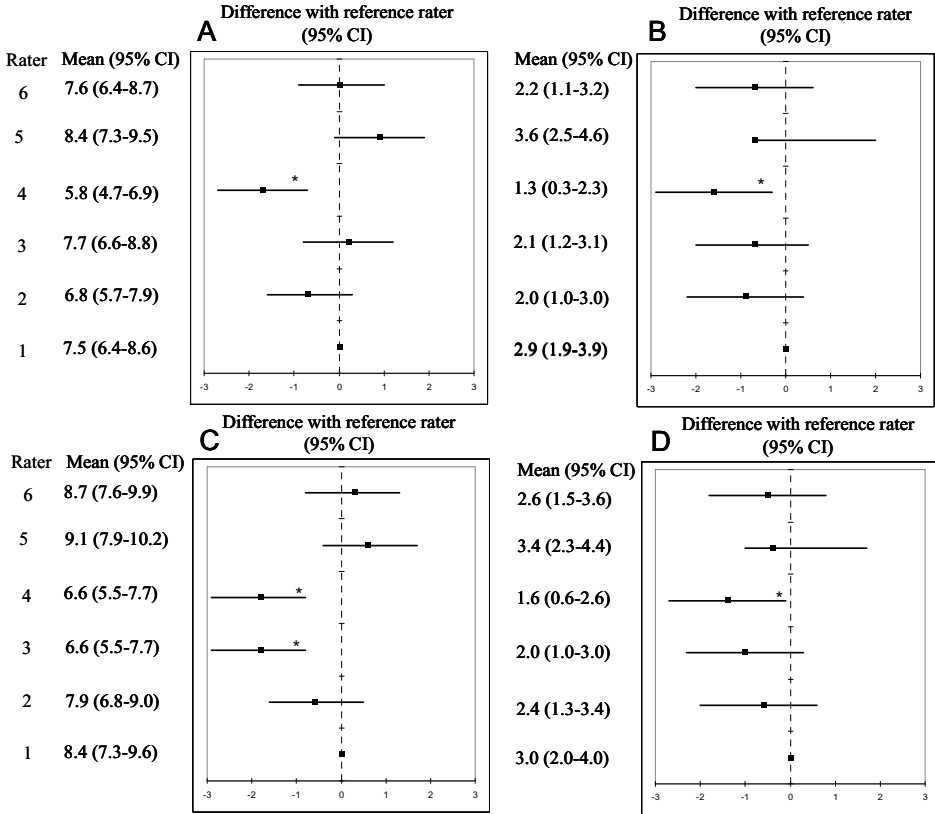 Difference with reference rater
(95% CI)
A
Rater Mean (95% CI)
6 7.6 (6.4-8.7)
5 8.4 (7.3-9.5)
4 5.8 (4.7-6.9) *
3 7.7 (6.6-8.8)
2 6.8 (5.7-7.9)
1 7.5 (6.4-8.6)
-3 -2 -1 0 1 2 3
Difference with reference rater
(95% CI)
B
Mean (95% CI)
2.2 (1.1-3.2)
3.6 (2.5-4.6)
1.3 (0.3-2.3) *
2.1 (1.2-3.1)
2.0 (1.0-3.0)
2.9 (1.9-3.9)
-3 -2 -1 0 1 2 3
Difference with reference rater
(95% CI)
C
Rater Mean (95% CI)
6 8.7 (7.6-9.9)
5 9.1 (7.9-10.2)
4 6.6 (5.5-7.7) *
3 6.6 (5.5-7.7) *
2 7.9 (6.8-9.0)
1 8.4 (7.3-9.6)
-3 -2 -1 0 1 2 3
Difference with reference rater
(95% CI)
D
Mean (95% CI)
2.6 (1.5-3.6)
3.4 (2.3-4.4)
1.6 (0.6-2.6) *
2.0 (1.0-3.0)
2.4 (1.3-3.4)
3.0 (2.0-4.0)
-3 -2 -1 0 1 2 3